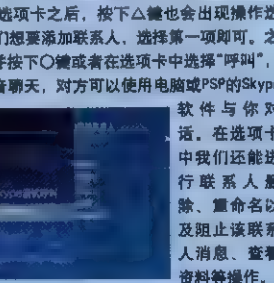 选项卡之后，按下△键也会出现操作选
们想要添加联系人，选择第一项即可。之
按下○键或者在选项卡中选择“呼叫”，
音聊天，对方可以使用电脑或PSP的Skype
软件与你对
话。在选项卡
中我们还能进
行联系人删
除、重命名以
及阻止该联系
人消息、查看
资料等操作。